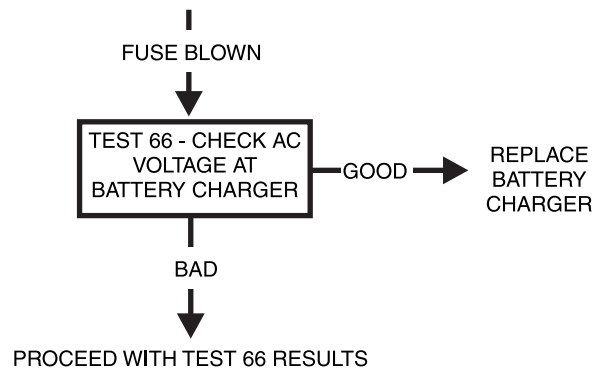 FUSE BLOWN
TEST 66 - CHECK AC
VOLTAGE AT
BATTERY CHARGER
GOOD
REPLACE
BATTERY
CHARGER
BAD
PROCEED WITH TEST 66 RESULTS